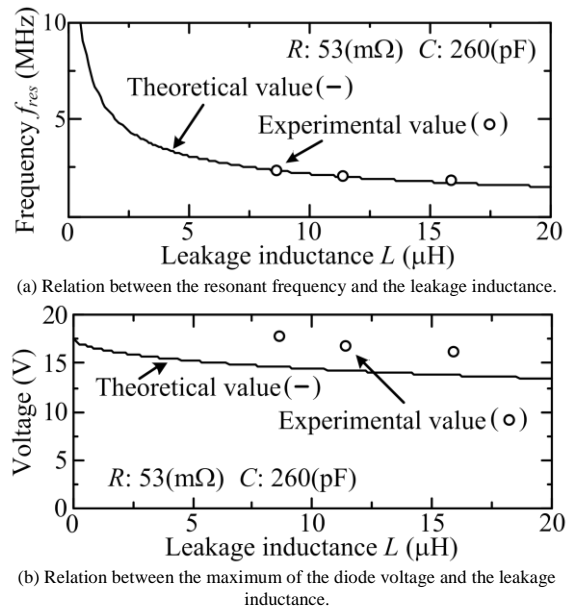 10
5
0
5
10
15
20
Frequency f_res (MHz)
R: 53(mΩ) C: 260(pF)
Theoretical value(−)
Experimental value(o)
Leakage inductance L (μH)
(a) Relation between the resonant frequency and the leakage inductance.
20
15
10
5
0
0
5
10
15
20
Voltage (V)
Theoretical value(−)
Experimental value(o)
R: 53(mΩ) C: 260(pF)
Leakage inductance L (μH)
(b) Relation between the maximum of the diode voltage and the leakage
inductance.